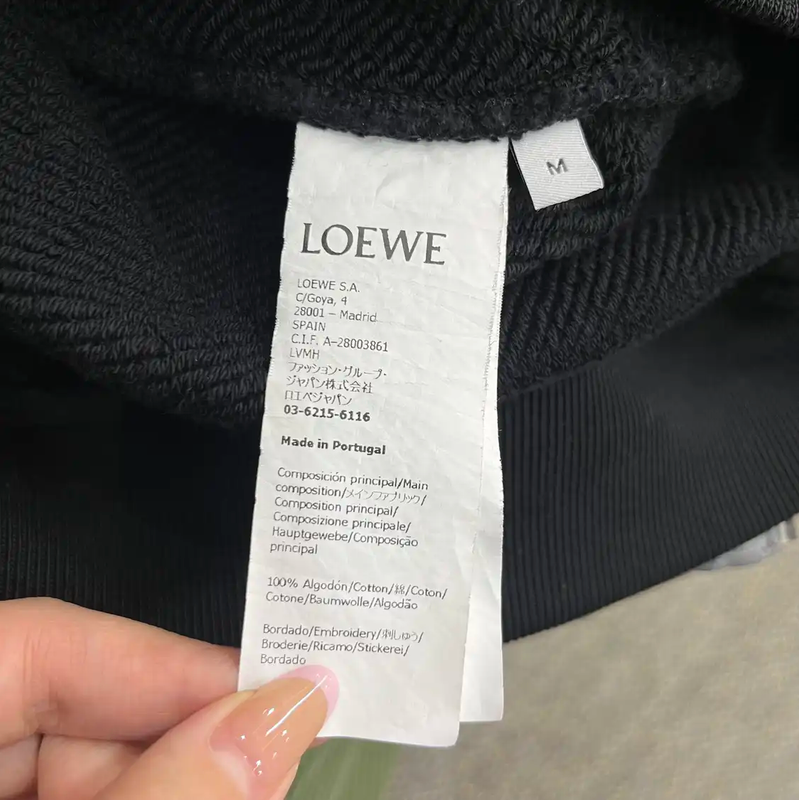 M
LOEWE
LOEWE S.A.
C/Goya, 4
28001 – Madrid
SPAIN
C.I.F. A-28003861
LVMH
ファッション・グループ・
ジャパン株式会社
ロエベジャパン
03-6215-6116
Made in Portugal
Composición principal/Main
composition/メインファブリック/
Composition principal/
Composizione principale/
Hauptgewebe/Composição
principal
100% Algodón/Cotton/綿/Coton/
Cotone/Baumwolle/Algodão
Bordado/Embroidery/刺しゅう/
Broderie/Ricamo/Stickerei/
Bordado